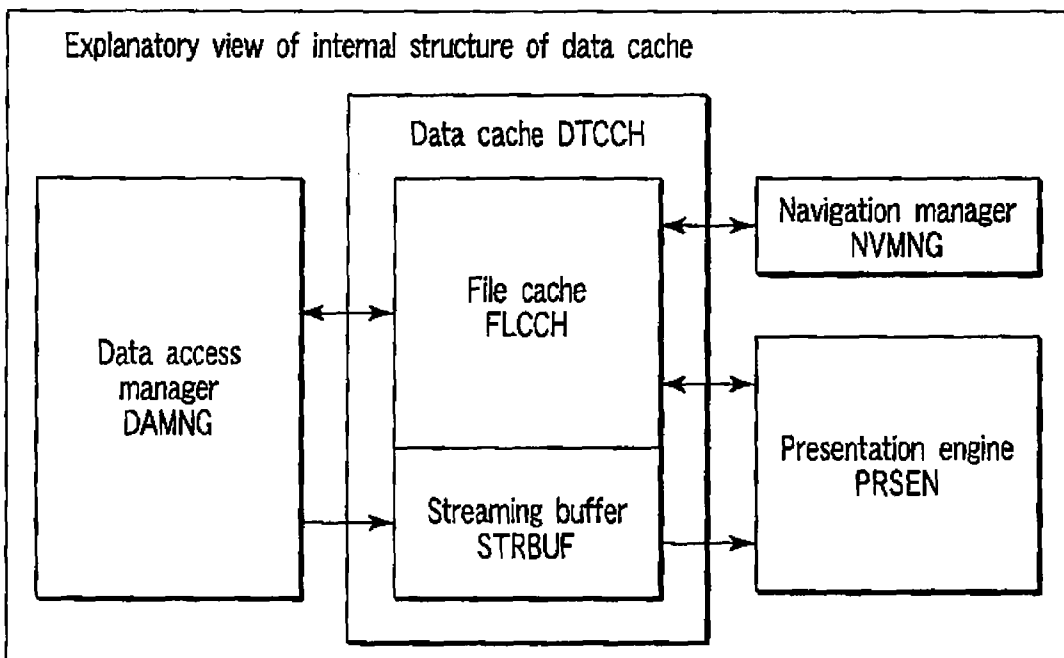 Explanatory view of internal structure of data cache
Data cache DTCCH
Data access
manager
DAMNG
File cache
FLCCH
Streaming buffer
STRBUF
Navigation manager
NVMNG
Presentation engine
PRSEN